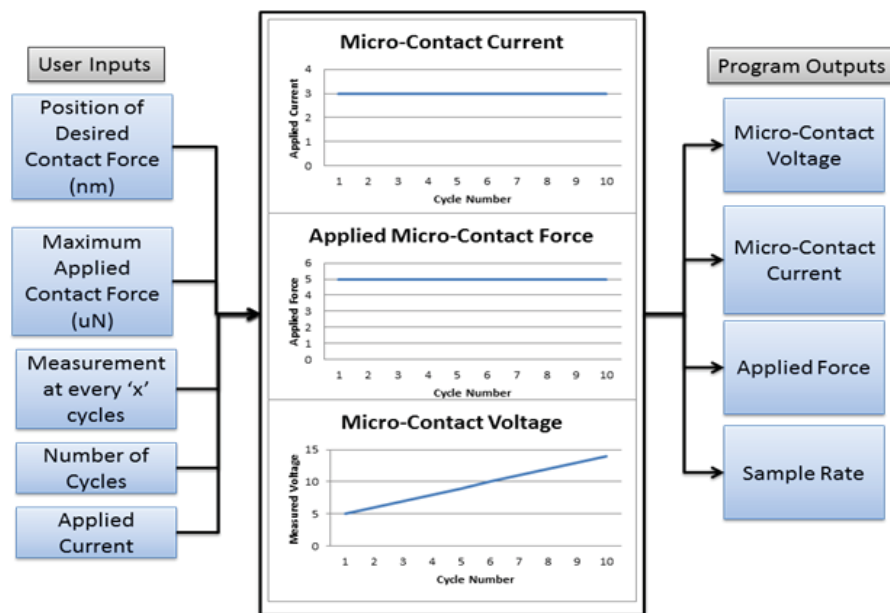 User Inputs
Position of
Desired
Contact Force
(nm)
Maximum
Applied
Contact Force
(uN)
Measurement
at every ‘x’
cycles
Number of
Cycles
Applied
Current
Micro-Contact Current
Applied Current
4
3
2
1
0
1 2 3 4 5 6 7 8 9 10
Cycle Number
Applied Micro-Contact Force
Applied Force
6
5
4
3
2
1
0
1 2 3 4 5 6 7 8 9 10
Cycle Number
Micro-Contact Voltage
Measured Voltage
15
10
5
0
1 2 3 4 5 6 7 8 9 10
Cycle Number
Program Outputs
Micro-Contact
Voltage
Micro-Contact
Current
Applied Force
Sample Rate